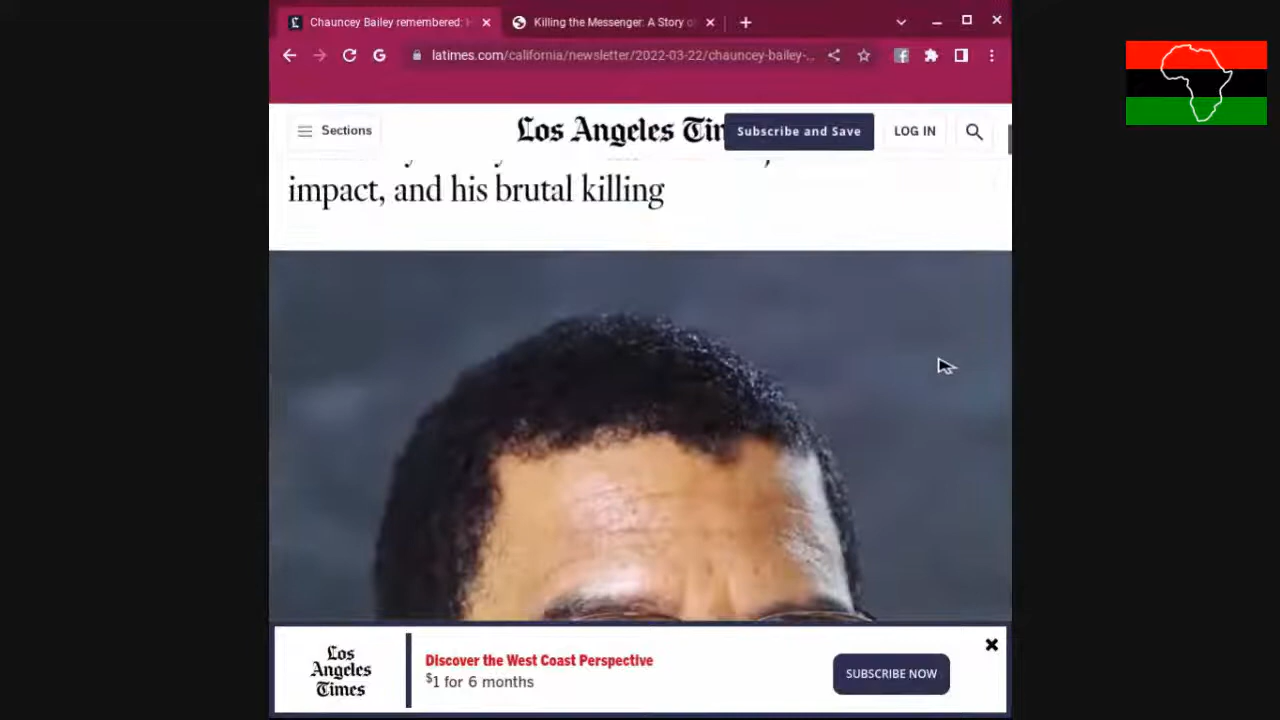 Chauncey Bailey remembered: H
Killing the Messenger: A Story o
latimes.com/california/newsletter/2022-03-22/chauncey-bailey-...
Sections
Los Angeles Tim
Subscribe and Save
LOG IN
impact, and his brutal killing
Los
Angeles
Times
Discover the West Coast Perspective
$1 for 6 months
SUBSCRIBE NOW